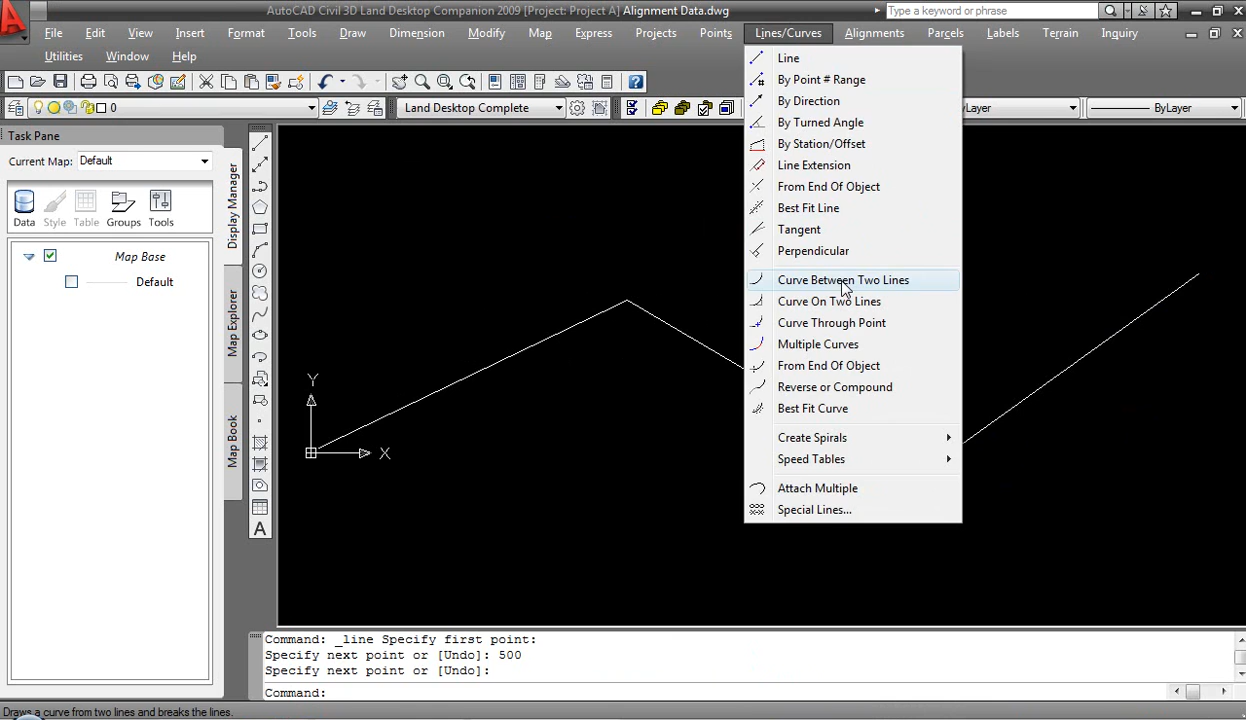 AutoCAD Civil 3D Land Desktop Companion 2009 [Project: Project A] Alignment Data.dwg
Type a keyword or phrase
File Edit View Insert Format Tools Draw Dimension Modify Map Express Projects Points Lines/Curves Alignments Parcels Labels Terrain Inquiry
Utilities Window Help
0
Land Desktop Complete
yLayer
ByLayer
Task Pane
Current Map: Default
Data Style Table Groups Tools
Map Base
Default
Display Manager
Map Explorer
Map Book
A
Line
By Point # Range
By Direction
By Turned Angle
By Station/Offset
Line Extension
From End Of Object
Best Fit Line
Tangent
Perpendicular
Curve Between Two Lines
Curve On Two Lines
Curve Through Point
Multiple Curves
From End Of Object
Reverse or Compound
Best Fit Curve
Create Spirals
Speed Tables
Attach Multiple
Special Lines...
Y
X
Command: _line Specify first point:
Specify next point or [Undo]: 500
Specify next point or [Undo]:
Command:
Draws a curve from two lines and breaks the lines.